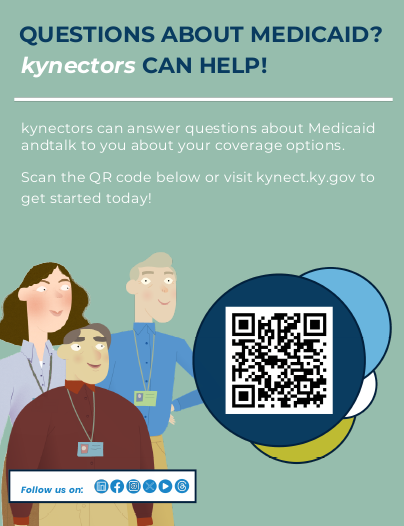 QUESTIONS ABOUT MEDICAID?
kynectors CAN HELP!
kynectors can answer questions about Medicaid
andtalk to you about your coverage options.
Scan the QR code below or visit kynect.ky.gov to
get started today!
Follow us on: